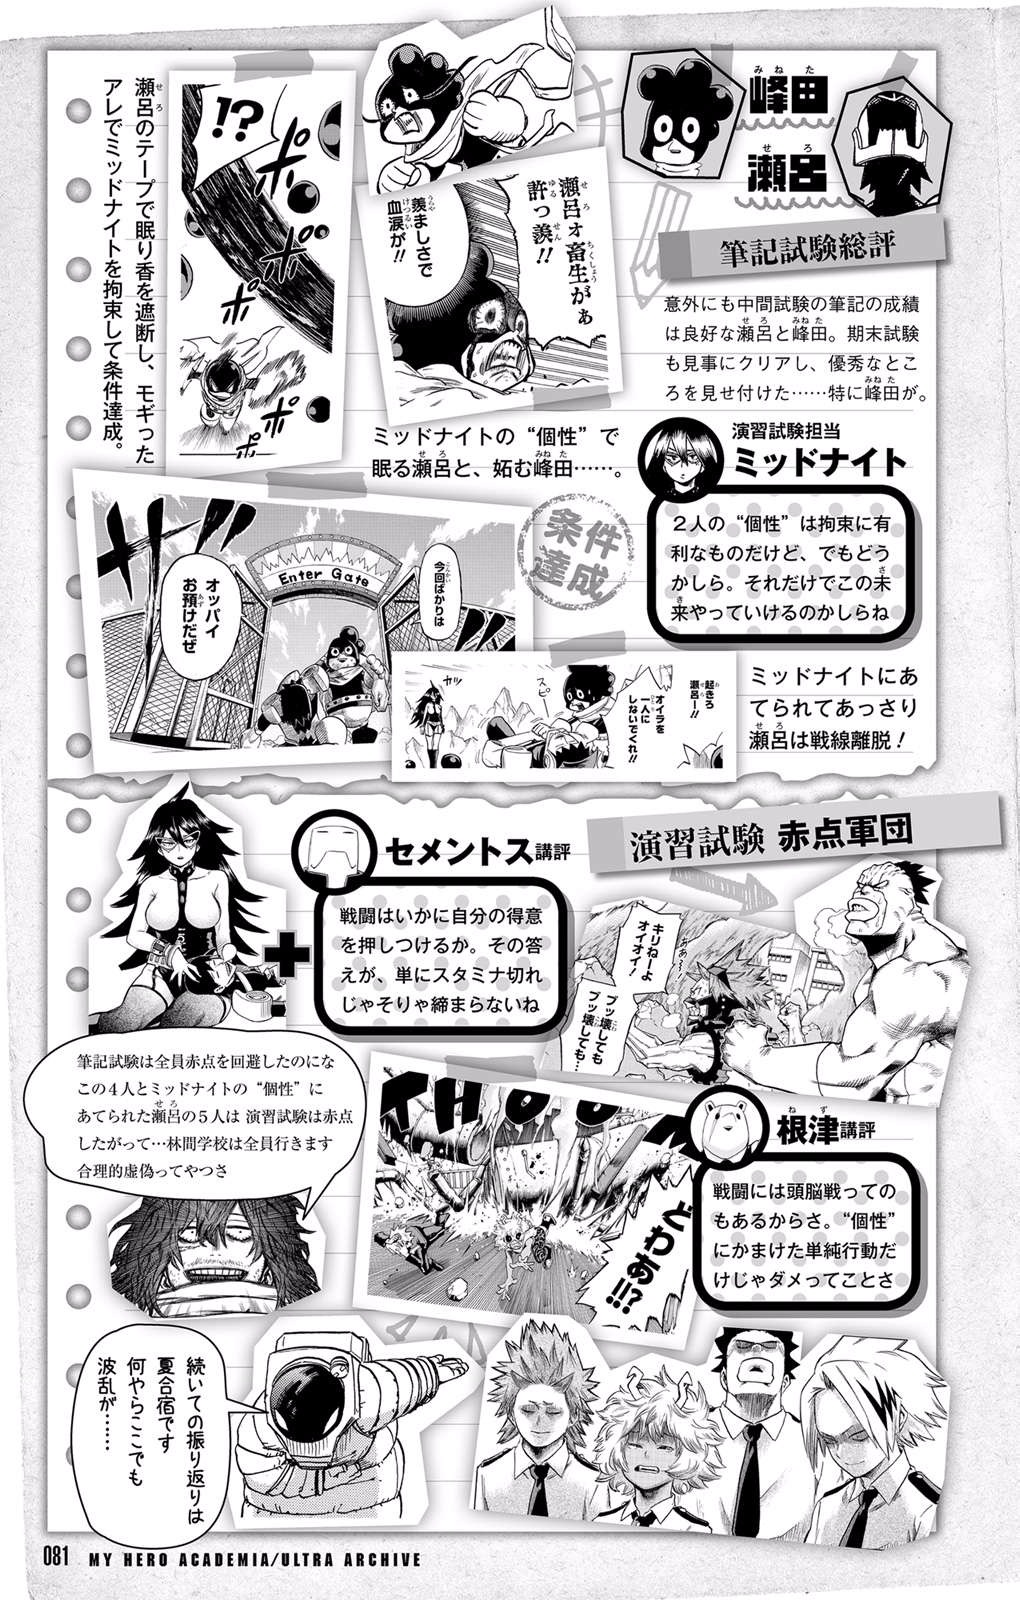 峰田
みねた
瀬呂
せろ
筆記試験総評
意外にも中間試験の筆記の成績
は良好な瀬呂と峰田。期末試験
も見事にクリアし、優秀なとこ
ろを見せ付けた……特に峰田が。
瀬呂ォ畜生がぁ
許っ羨!!
羨ましさで
血涙が!!
!?
ポ
ポ
ポ
ポ
瀬呂のテープで眠り香を遮断し、モギった
アレでミッドナイトを拘束して条件達成。
ミッドナイトの“個性”で
眠る瀬呂と、妬む峰田……。
演習試験担当
ミッドナイト
2人の“個性”は拘束に有
利なものだけど、でもどう
かしら。それだけでこの未
来やっていけるのかしらね
条件
達成
Enter Gate
今回ばかりは
オッパイ
お預けだぜ
起きろ
瀬呂ー!!
オイラを
一人に
しないでくれ!!
スピ
カッ
ミッドナイトにあ
てられてあっさり
瀬呂は戦線離脱！
演習試験 赤点軍団
セメントス講評
戦闘はいかに自分の得意
を押しつけるか。その答
えが、単にスタミナ切れ
じゃそりゃ締まらないね
キリねーよ
オイオイ!
ブッ壊しても
ブッ壊しても…
筆記試験は全員赤点を回避したのにな
この4人とミッドナイトの“個性”に
あてられた瀬呂の5人は 演習試験は赤点
したがって…林間学校は全員行きます
合理的虚偽ってやつさ
どわあ!!?
根津講評
ねず
戦闘には頭脳戦っての
もあるからさ。“個性”
にかまけた単純行動だ
けじゃダメってことさ
続いての振り返りは
夏合宿です
何やらここでも
波乱が……
081 MY HERO ACADEMIA/ULTRA ARCHIVE